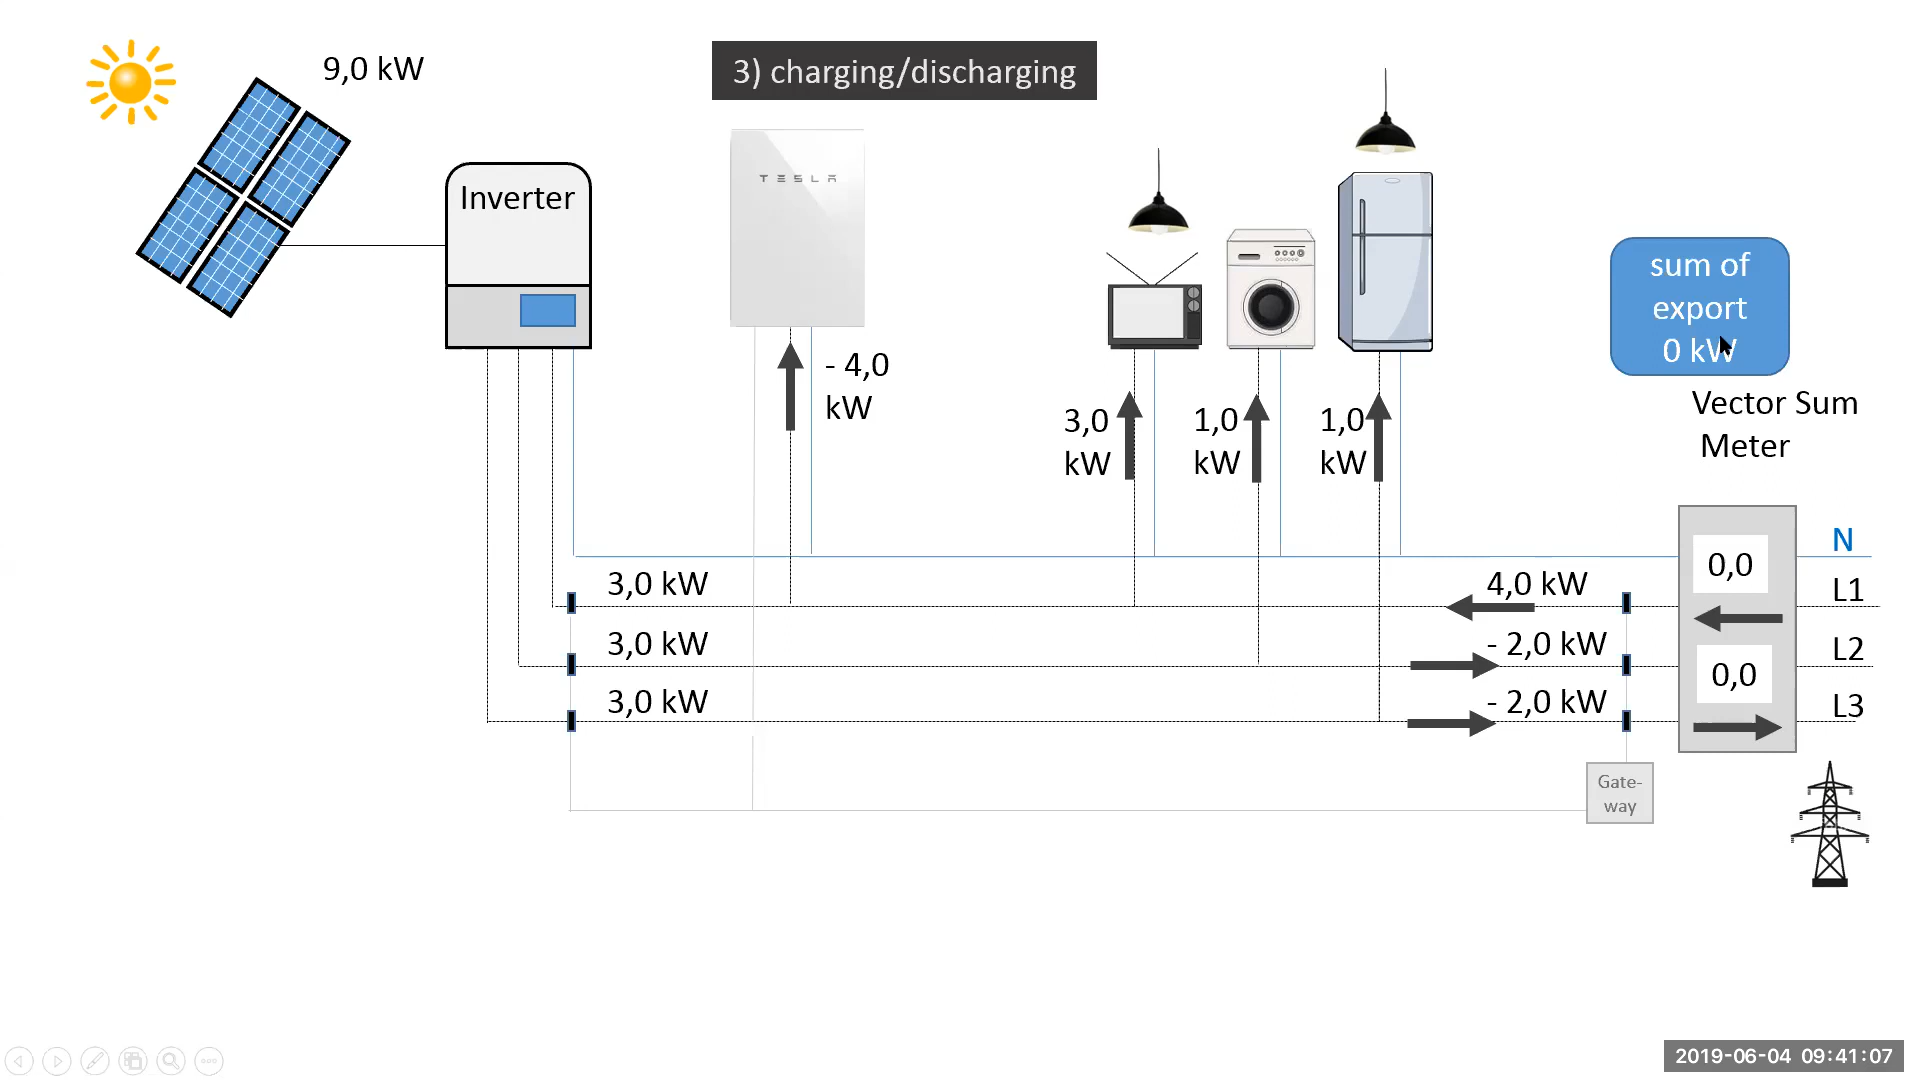 9,0 kW
3) charging/discharging
Inverter
TESLA
sum of
export
0 kW
- 4,0
kW
3,0
kW
1,0
kW
1,0
kW
Vector Sum
Meter
N
0,0
3,0 kW
4,0 kW
L1
3,0 kW
- 2,0 kW
L2
0,0
3,0 kW
- 2,0 kW
L3
Gate-
way
2019-06-04 09:41:07